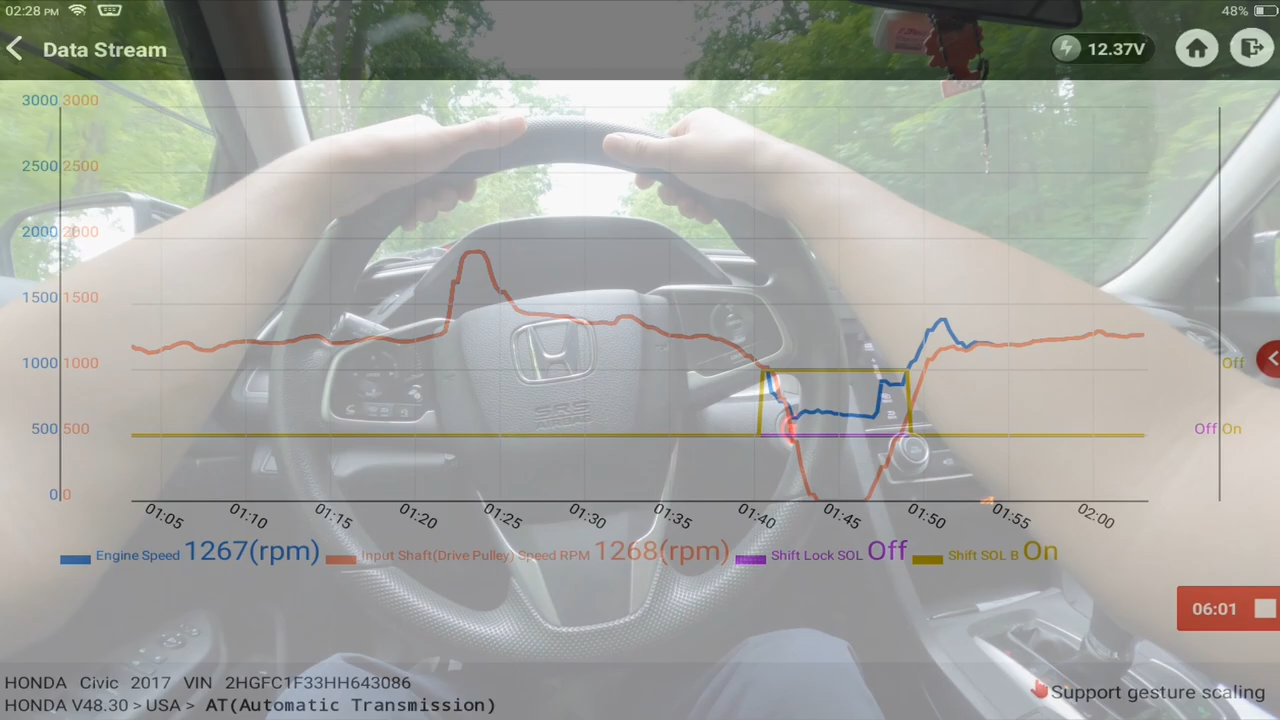 02:28 PM 48%
Data Stream 12.37V
3000 3000
2500 2500
2000 2000
1500 1500
1000 1000 Off
500 500 Off On
0 0
01:05 01:10 01:15 01:20 01:25 01:30 01:35 01:40 01:45 01:50 01:55 02:00
Engine Speed 1267(rpm) Input Shaft(Drive Pulley) Speed RPM 1268(rpm) Shift Lock SOL Off Shift SOL B On
SRS
06:01
HONDA Civic 2017 VIN 2HGFC1F33HH643086
HONDA V48.30 > USA > AT(Automatic Transmission)
Support gesture scaling